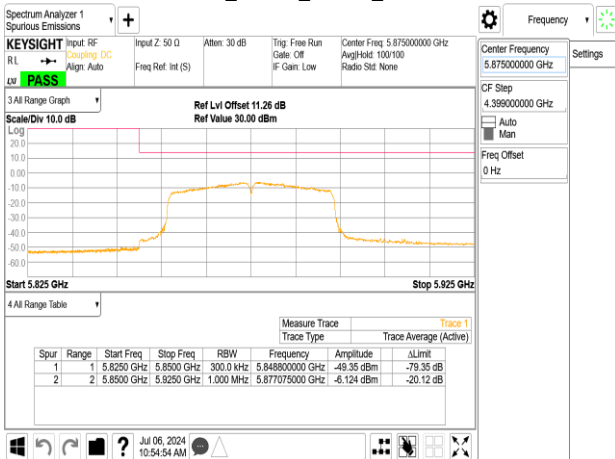 Spectrum Analyzer 1
Spurious Emissions
Frequency
KEYSIGHT
RL
LXI
PASS
Input: RF
Coupling: DC
Align: Auto
Input Z: 50 Ω
Freq Ref: Int (S)
Atten: 30 dB
Trig: Free Run
Gate: Off
IF Gain: Low
Center Freq: 5.875000000 GHz
Avg|Hold: 100/100
Radio Std: None
Center Frequency
5.875000000 GHz
Settings
CF Step
4.399000000 GHz
Auto
Man
Freq Offset
0 Hz
3 All Range Graph
Scale/Div 10.0 dB
Ref Lvl Offset 11.26 dB
Ref Value 30.00 dBm
Log
20.0
10.0
0.00
-10.0
-20.0
-30.0
-40.0
-50.0
-60.0
Start 5.825 GHz
Stop 5.925 GHz
4 All Range Table
Measure Trace Trace 1
Trace Type Trace Average (Active)
Spur Range Start Freq Stop Freq RBW Frequency Amplitude ΔLimit
1 1 5.8250 GHz 5.8500 GHz 300.0 kHz 5.848800000 GHz -49.35 dBm -79.35 dB
2 2 5.8500 GHz 5.9250 GHz 1.000 MHz 5.877075000 GHz -6.124 dBm -20.12 dB
Jul 06, 2024
10:54:54 AM